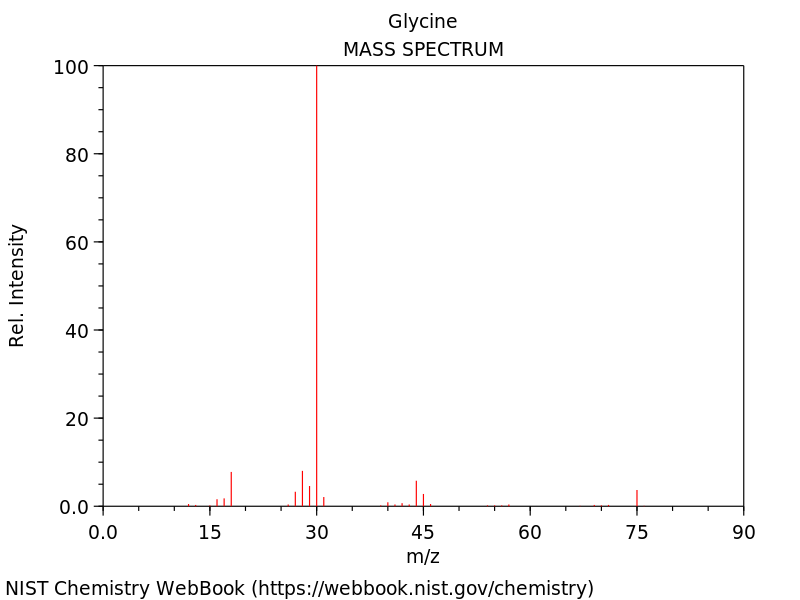 Glycine
MASS SPECTRUM
100
80
60
40
20
0.0
Rel. Intensity
0.0 15 30 45 60 75 90
m/z
NIST Chemistry WebBook (https://webbook.nist.gov/chemistry)